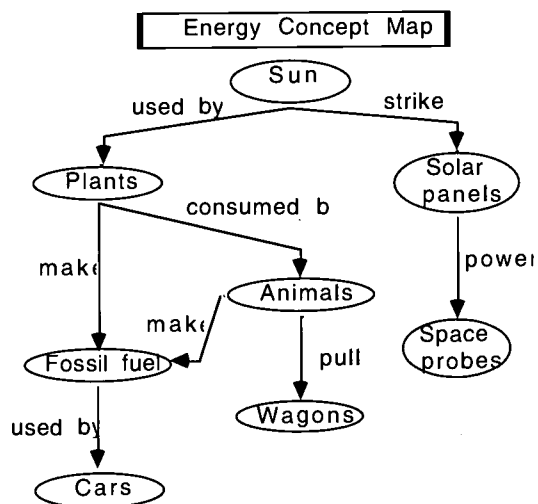 Energy Concept Map
Sun
used by
strike
Plants
Solar
panels
consumed b
make
Animals
power
make
Space
probes
Fossil fuel
pull
used by
Wagons
Cars